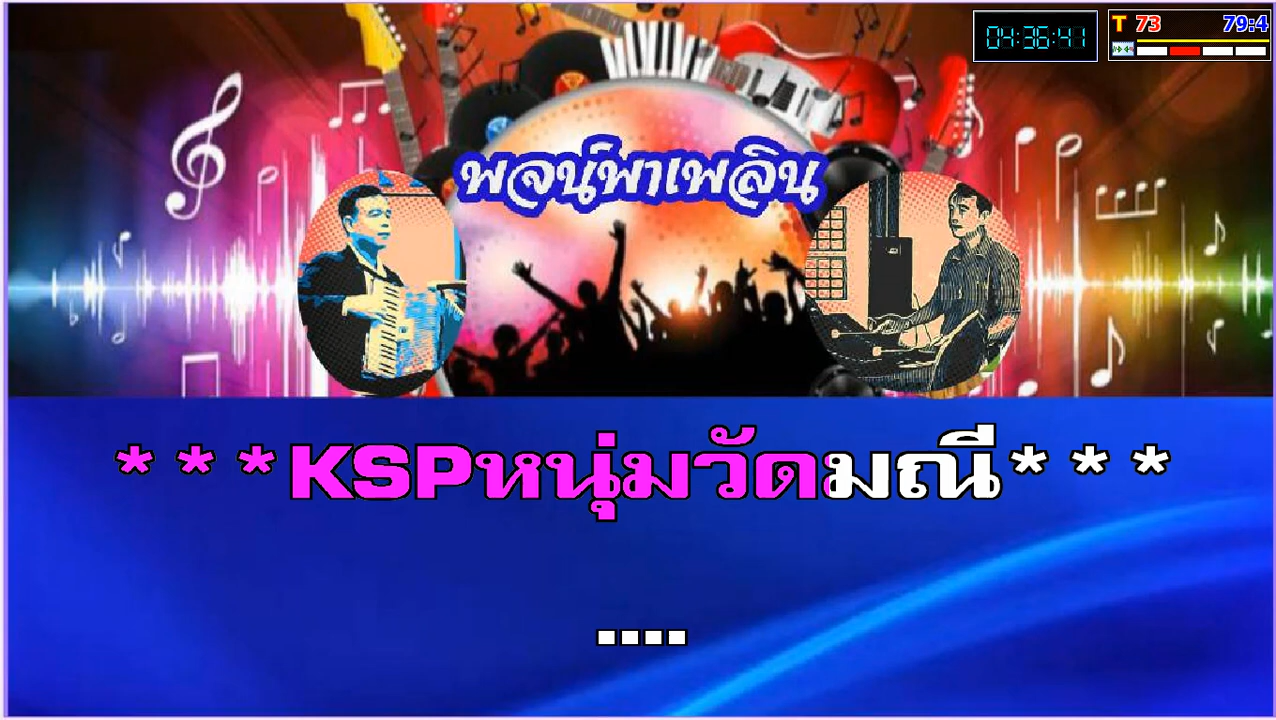 04:36:41
T 73 79:4
พจน์พาเพลิน
* * * KSPหนุ่มวัดมณี* * *
....